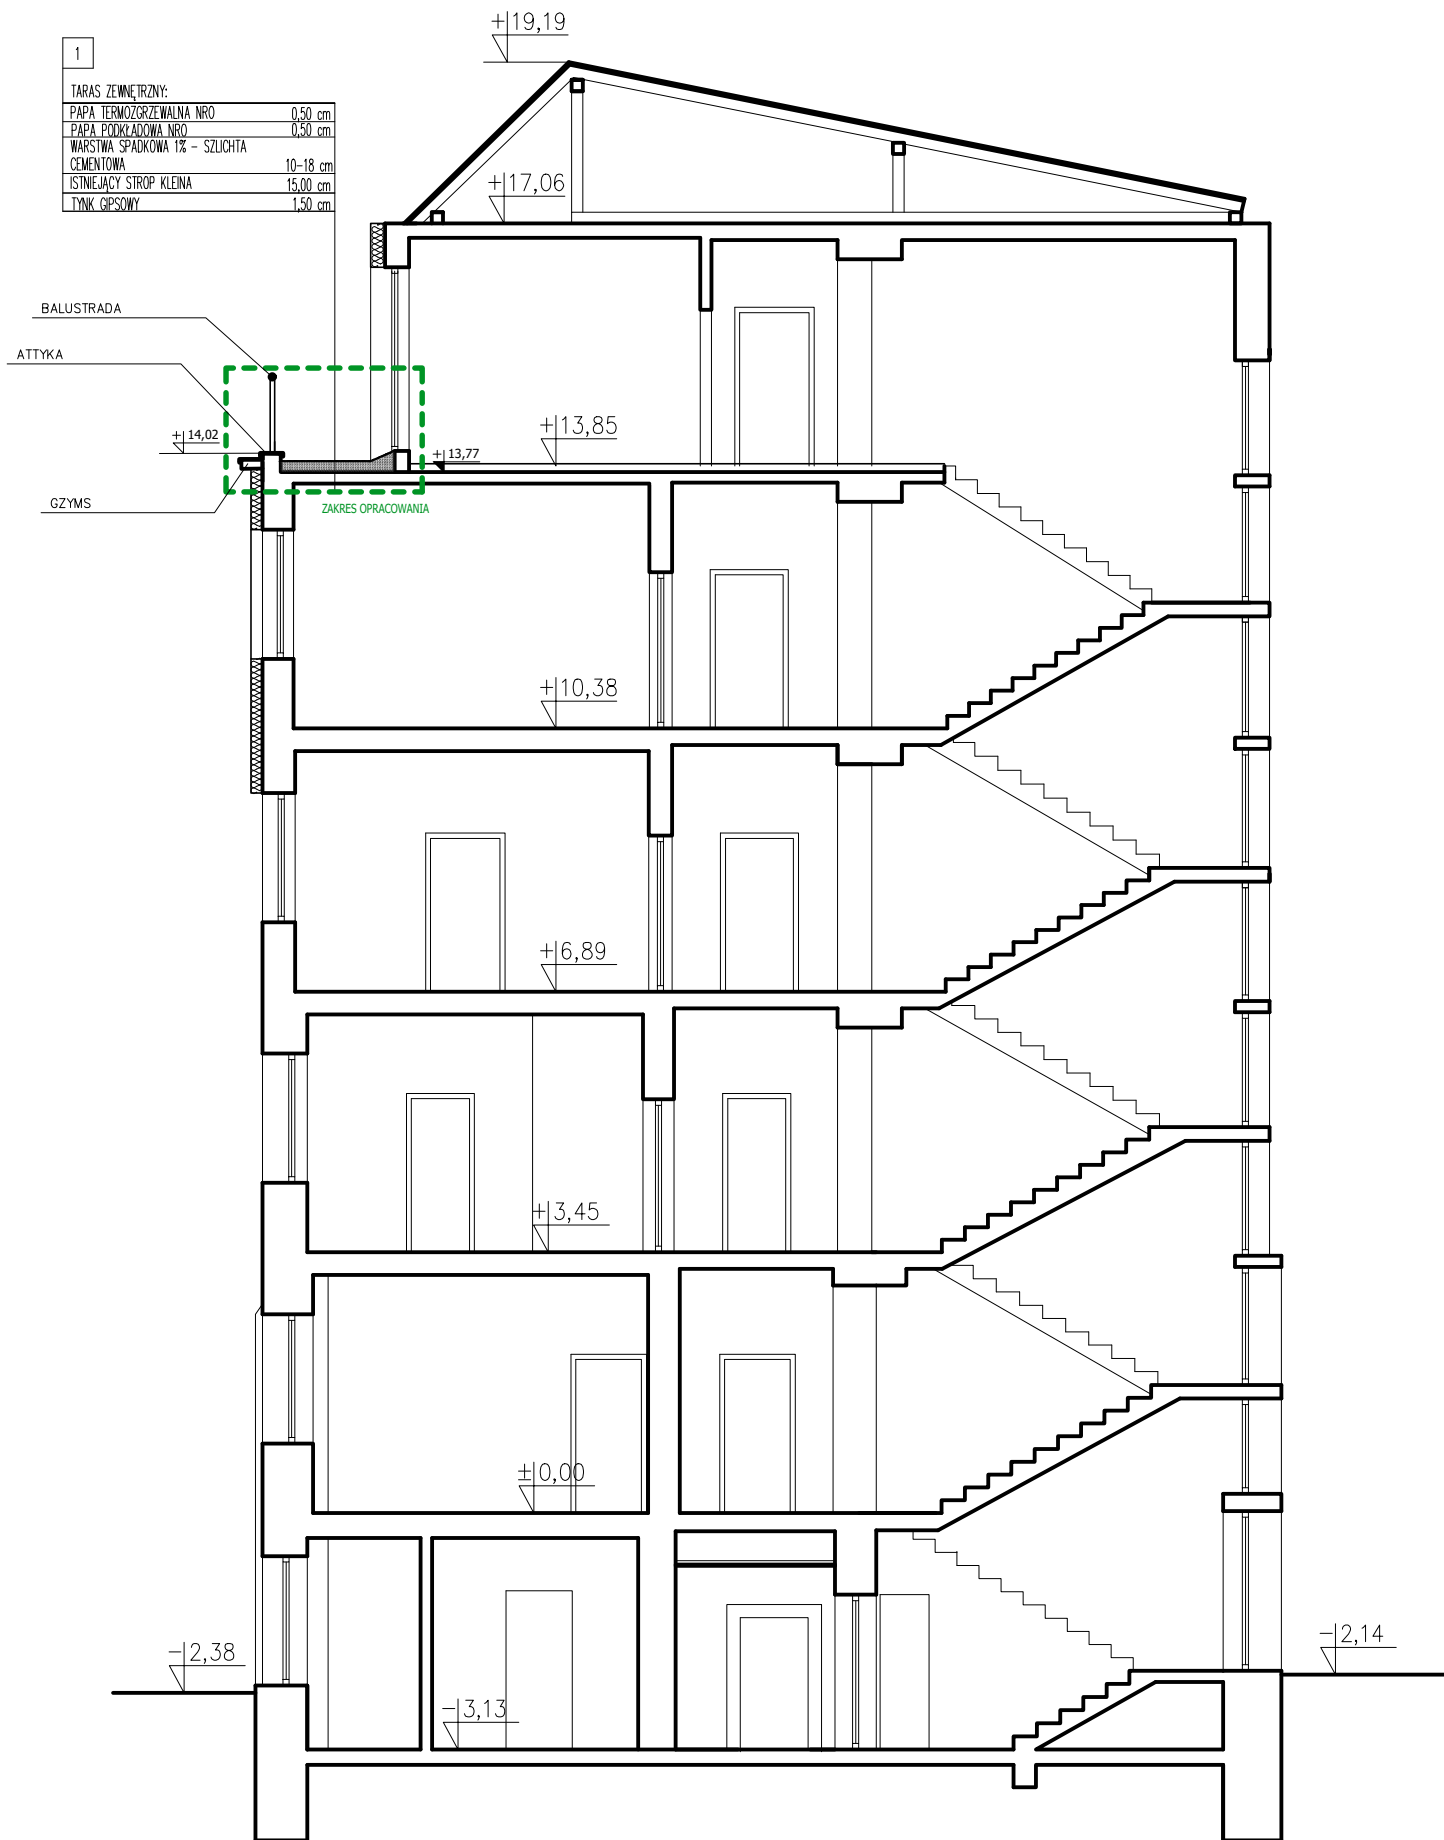 +19,19
1
TARAS ZEWNĘTRZNY:
PAPA TERMOZGRZEWALNA NRO 0,50 cm
PAPA PODKŁADOWA NRO 0,50 cm
WARSTWA SPADKOWA 1% - SZLICHTA
CEMENTOWA 10-18 cm
ISTNIEJĄCY STROP KLEINA 15,00 cm
TYNK GIPSOWY 1,50 cm
+17,06
BALUSTRADA
ATTYKA
+13,85
+14,02
+13,77
GZYMS
ZAKRES OPRACOWANIA
+10,38
+6,89
+3,45
±0,00
-2,38
-2,14
-3,13